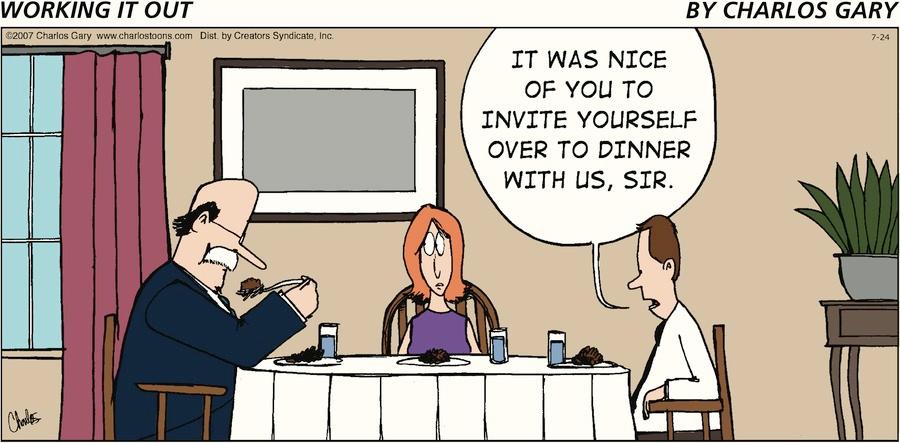 WORKING IT OUT
BY CHARLOS GARY
©2007 Charlos Gary www.charlostoons.com Dist. by Creators Syndicate, Inc.
7-24
IT WAS NICE
OF YOU TO
INVITE YOURSELF
OVER TO DINNER
WITH US, SIR.
Charlos